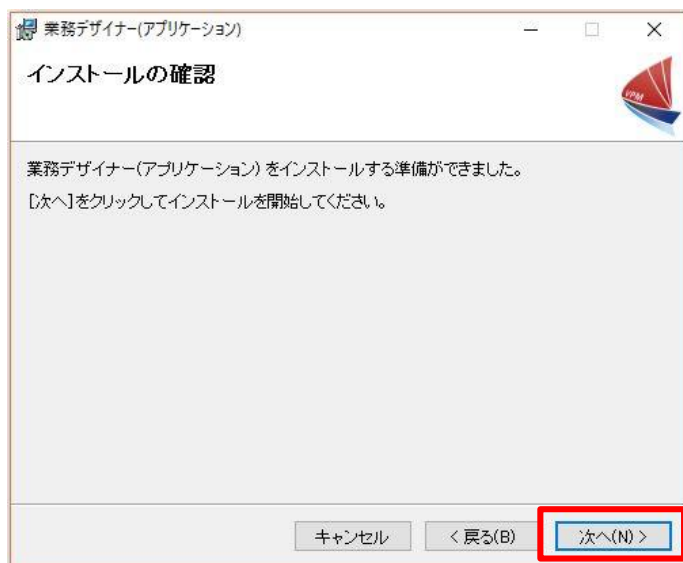 業務デザイナー(アプリケーション)
インストールの確認
VPM
業務デザイナー(アプリケーション) をインストールする準備ができました。
[次へ]をクリックしてインストールを開始してください。
キャンセル
< 戻る(B)
次へ(N) >